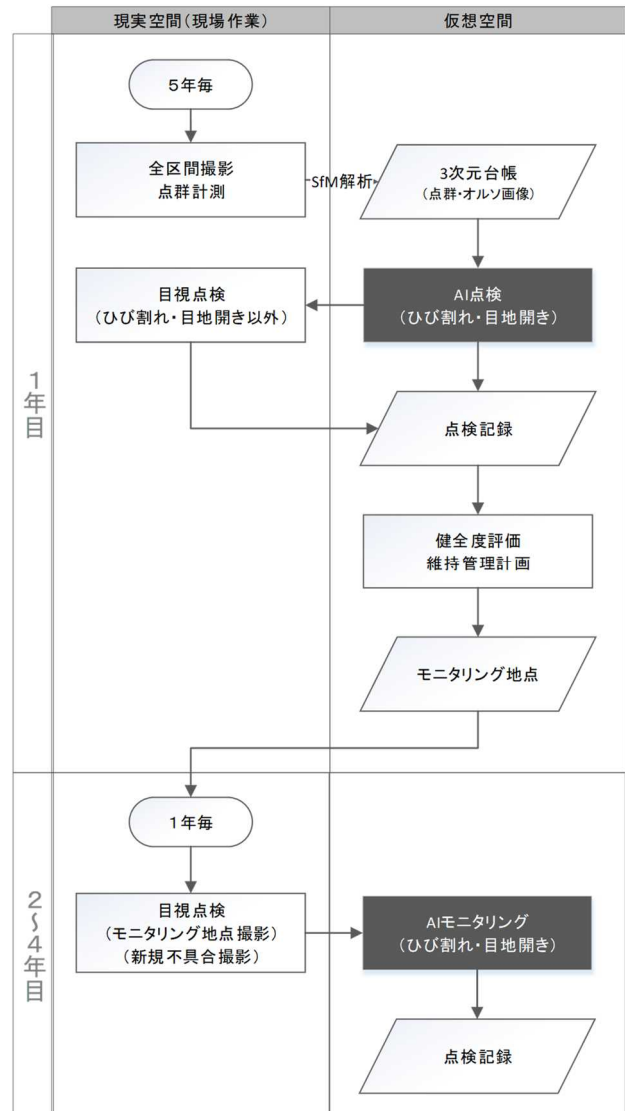 現実空間(現場作業)
仮想空間
1年目
5年毎
全区間撮影
点群計測
SfM解析
3次元台帳
(点群・オルソ画像)
目視点検
(ひび割れ・目地開き以外)
AI点検
(ひび割れ・目地開き)
点検記録
健全度評価
維持管理計画
モニタリング地点
2~4年目
1年毎
目視点検
(モニタリング地点撮影)
(新規不具合撮影)
AIモニタリング
(ひび割れ・目地開き)
点検記録